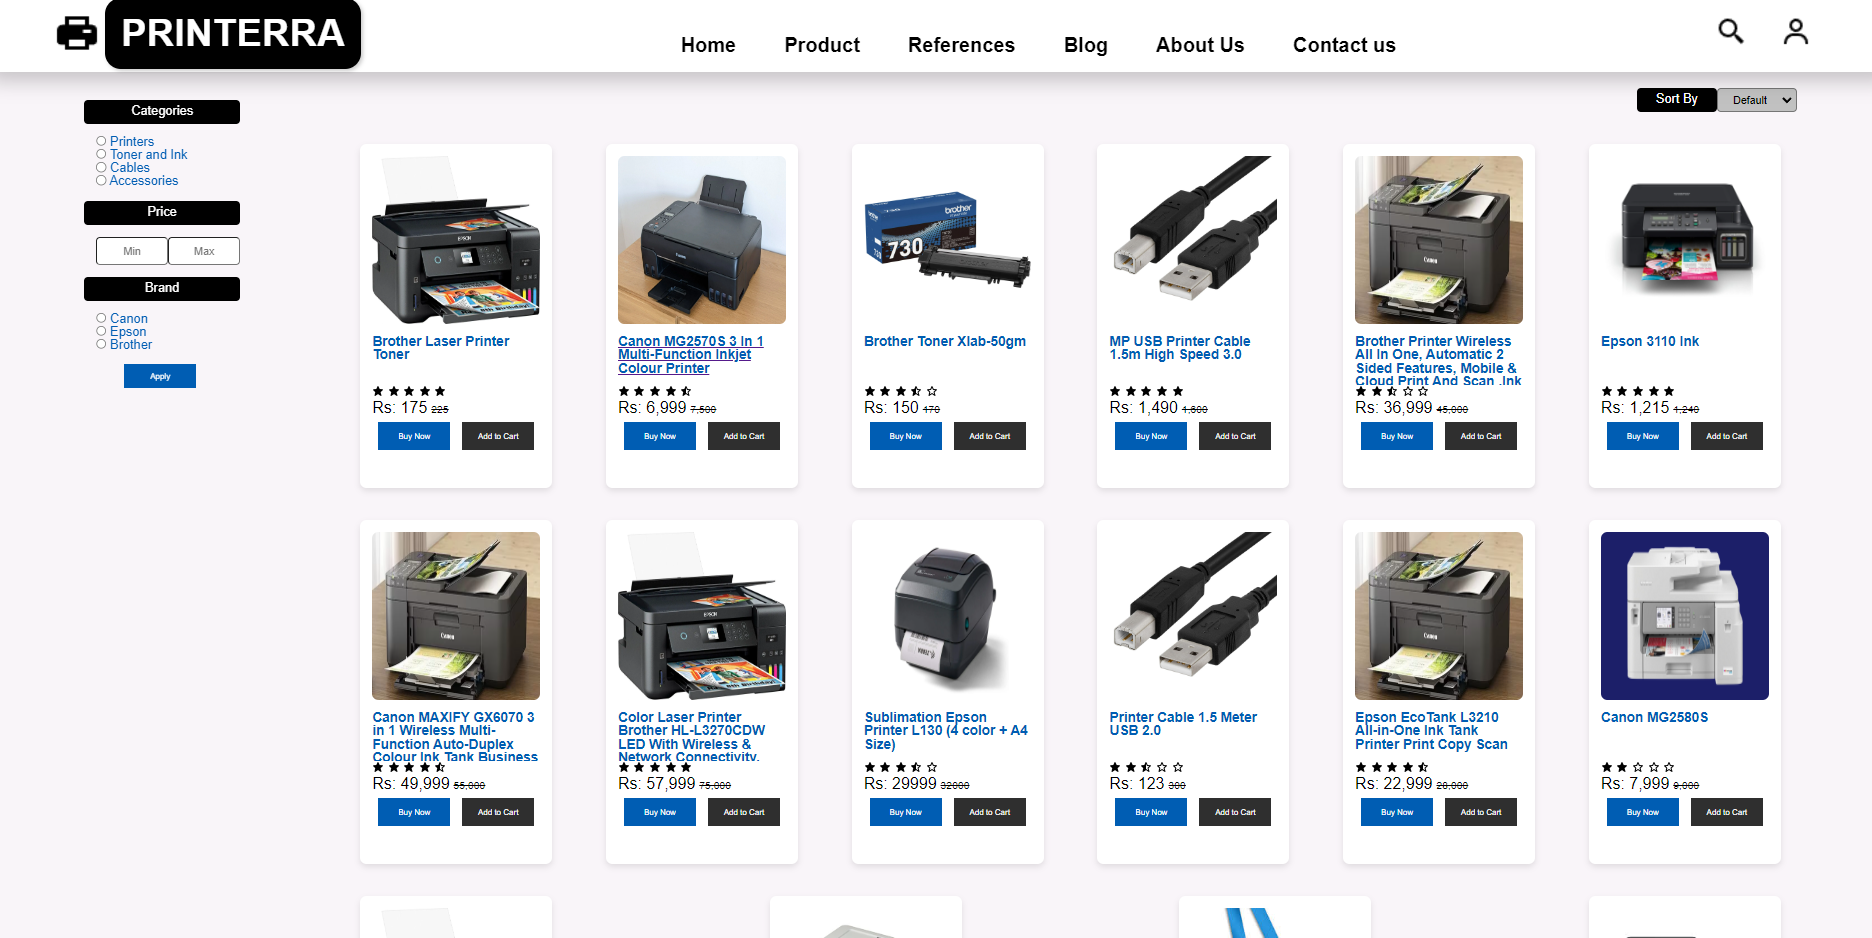 PRINTERRA
Home
Product
References
Blog
About Us
Contact us
Sort By
Default
Categories
Printers
Toner and Ink
Cables
Accessories
Price
Min
Max
Brand
Canon
Epson
Brother
Apply
EPSON
Brother Laser Printer
Toner
Rs: 175 225
Buy Now
Add to Cart
Canon MG2570S 3 In 1
Multi-Function Inkjet
Colour Printer
Rs: 6,999 7,500
Buy Now
Add to Cart
brother
730
730
Brother Toner Xlab-50gm
Rs: 150 170
Buy Now
Add to Cart
MP USB Printer Cable
1.5m High Speed 3.0
Rs: 1,490 1,600
Buy Now
Add to Cart
Canon
Brother Printer Wireless
All In One, Automatic 2
Sided Features, Mobile &
Cloud Print And Scan .Ink
Rs: 36,999 45,000
Buy Now
Add to Cart
Epson 3110 Ink
Rs: 1,215 1,240
Buy Now
Add to Cart
Canon
Canon MAXIFY GX6070 3
in 1 Wireless Multi-
Function Auto-Duplex
Colour Ink Tank Business
Rs: 49,999 55,000
Buy Now
Add to Cart
EPSON
Color Laser Printer
Brother HL-L3270CDW
LED With Wireless &
Network Connectivity.
Rs: 57,999 75,000
Buy Now
Add to Cart
Sublimation Epson
Printer L130 (4 color + A4
Size)
Rs: 29999 32000
Buy Now
Add to Cart
Printer Cable 1.5 Meter
USB 2.0
Rs: 123 300
Buy Now
Add to Cart
Canon
Epson EcoTank L3210
All-in-One Ink Tank
Printer Print Copy Scan
Rs: 22,999 28,000
Buy Now
Add to Cart
Canon MG2580S
Rs: 7,999 9,000
Buy Now
Add to Cart